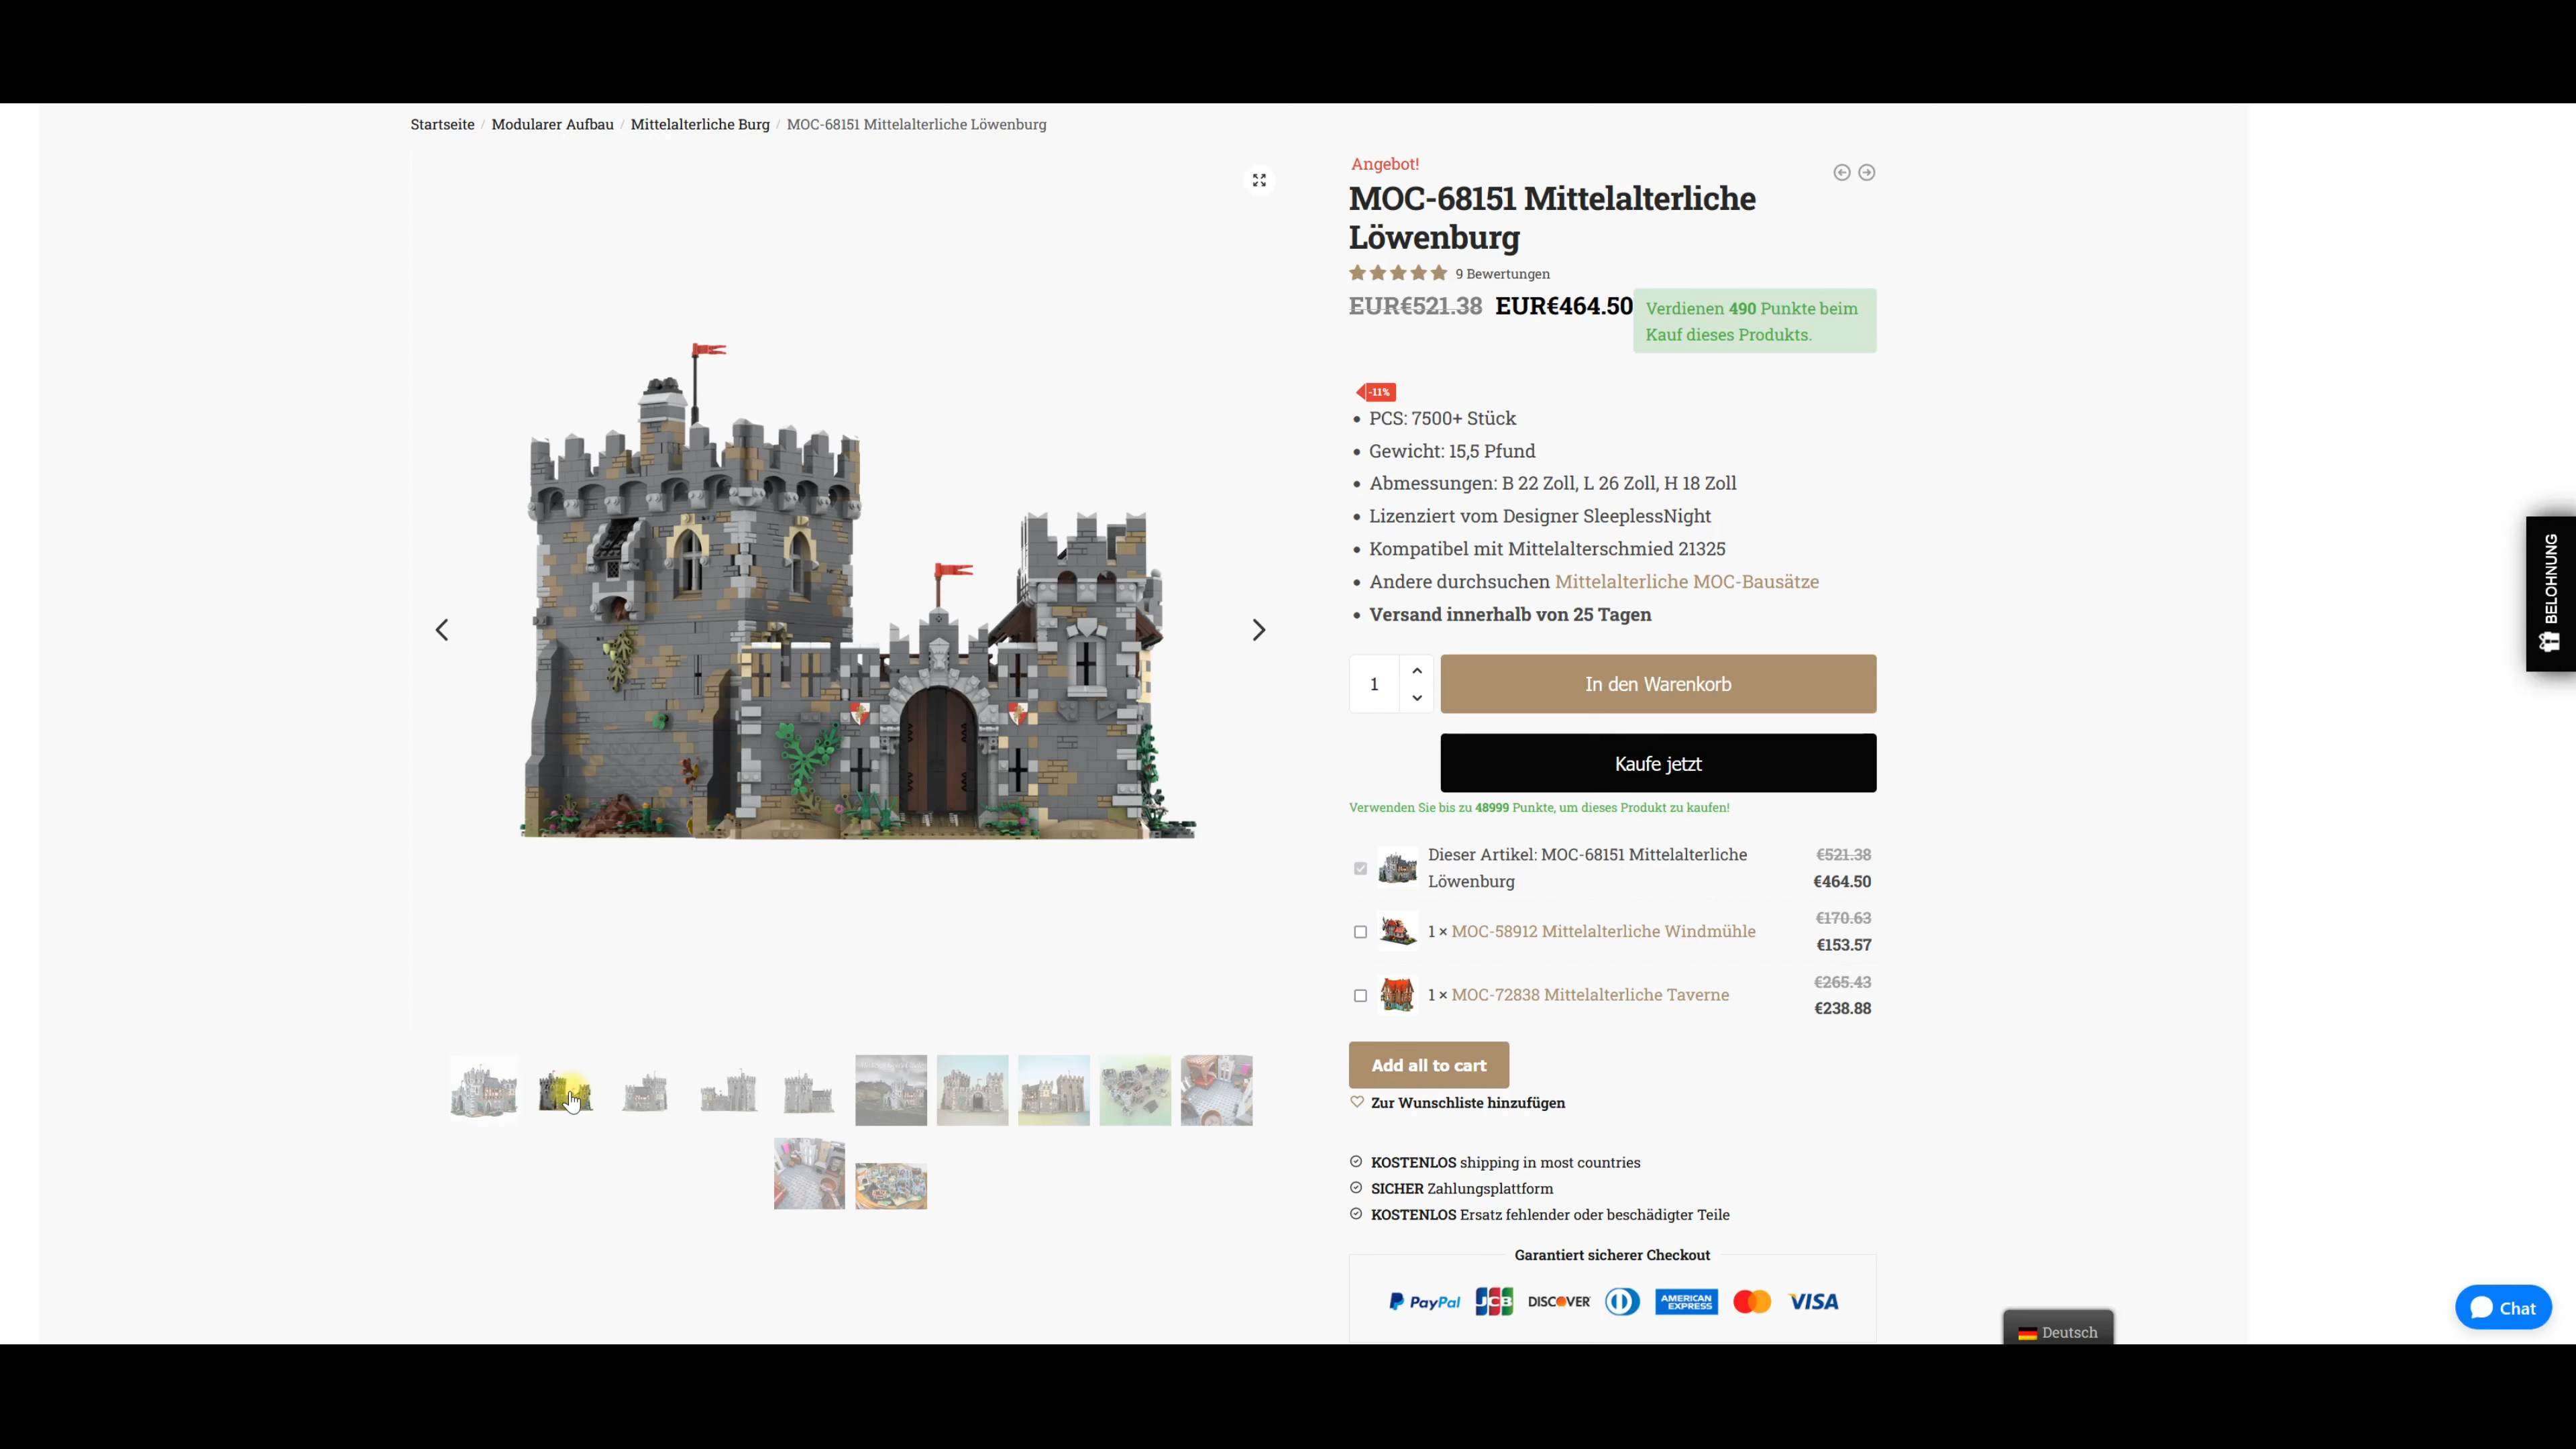 Startseite / Modularer Aufbau / Mittelalterliche Burg / MOC-68151 Mittelalterliche Löwenburg
Angebot!
MOC-68151 Mittelalterliche
Löwenburg
9 Bewertungen
EUR€521.38 EUR€464.50
Verdienen 490 Punkte beim
Kauf dieses Produkts.
-11%
• PCS: 7500+ Stück
• Gewicht: 15,5 Pfund
• Abmessungen: B 22 Zoll, L 26 Zoll, H 18 Zoll
• Lizenziert vom Designer SleeplessNight
• Kompatibel mit Mittelalterschmied 21325
• Andere durchsuchen Mittelalterliche MOC-Bausätze
• Versand innerhalb von 25 Tagen
1
In den Warenkorb
Kaufe jetzt
Verwenden Sie bis zu 48999 Punkte, um dieses Produkt zu kaufen!
Dieser Artikel: MOC-68151 Mittelalterliche
Löwenburg
€521.38
€464.50
1 × MOC-58912 Mittelalterliche Windmühle
€170.63
€153.57
1 × MOC-72838 Mittelalterliche Taverne
€265.43
€238.88
Add all to cart
Zur Wunschliste hinzufügen
KOSTENLOS shipping in most countries
SICHER Zahlungsplattform
KOSTENLOS Ersatz fehlender oder beschädigter Teile
Garantiert sicherer Checkout
PayPal JCB DISCOVER AMERICAN EXPRESS VISA
BELOHNUNG
Chat
Deutsch